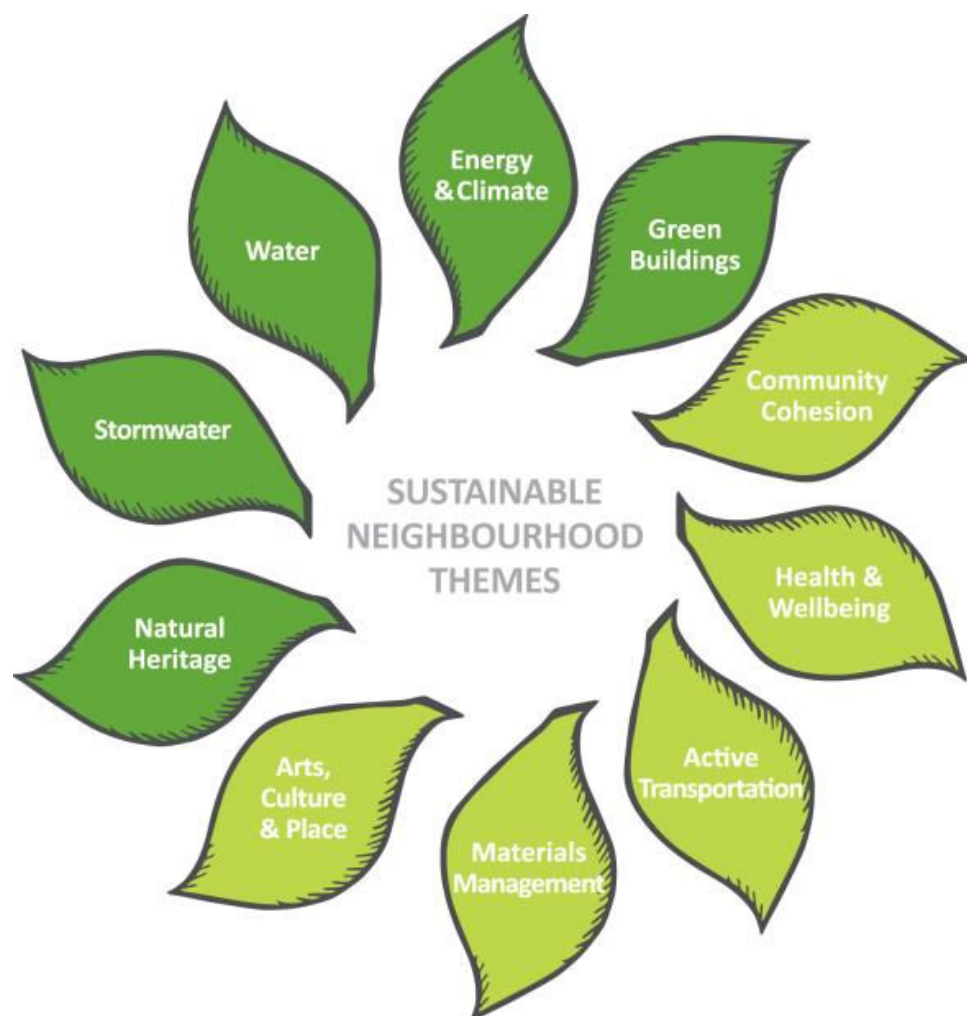 Energy
& Climate
Green
Buildings
Community
Cohesion
Health &
Wellbeing
Active
Transportation
Materials
Management
Arts,
Culture
& Place
Natural
Heritage
Stormwater
Water
SUSTAINABLE
NEIGHBOURHOOD
THEMES